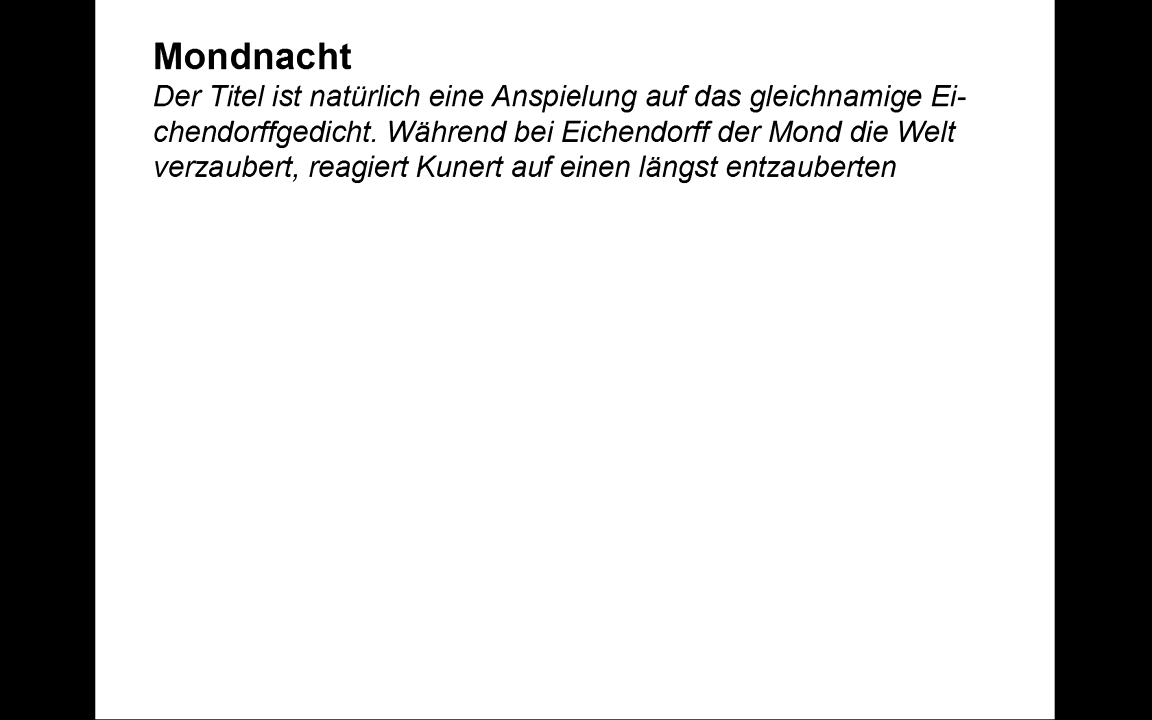 Mondnacht
Der Titel ist natürlich eine Anspielung auf das gleichnamige Ei-
chendorffgedicht. Während bei Eichendorff der Mond die Welt
verzaubert, reagiert Kunert auf einen längst entzauberten